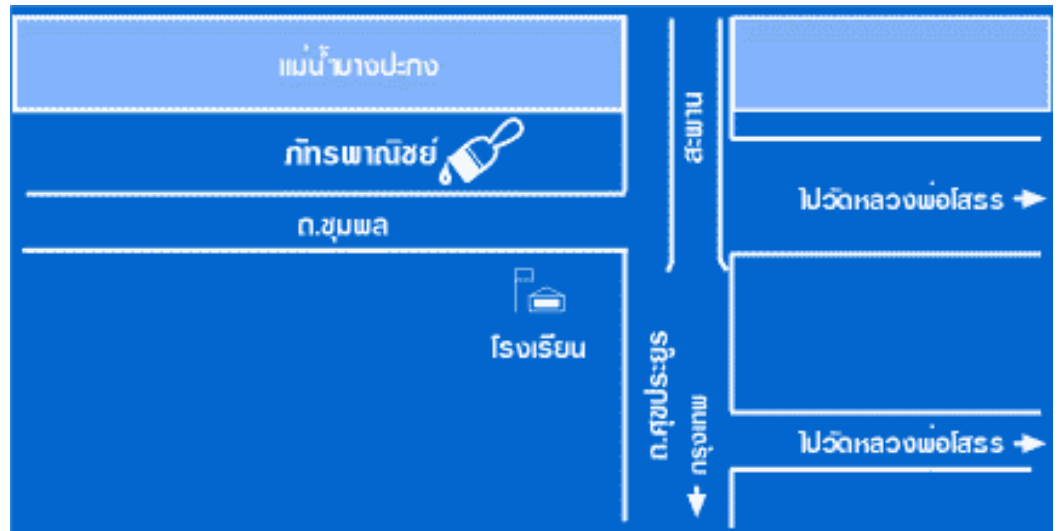 แม่น้ำบางปะกง
ภัทรพาณิชย์
สะพาน
ไปวัดหลวงพ่อโสธร
ถ.ชุมพล
โรงเรียน
ถ.ศุขประยูร
กรุงเทพ
ไปวัดหลวงพ่อโสธร